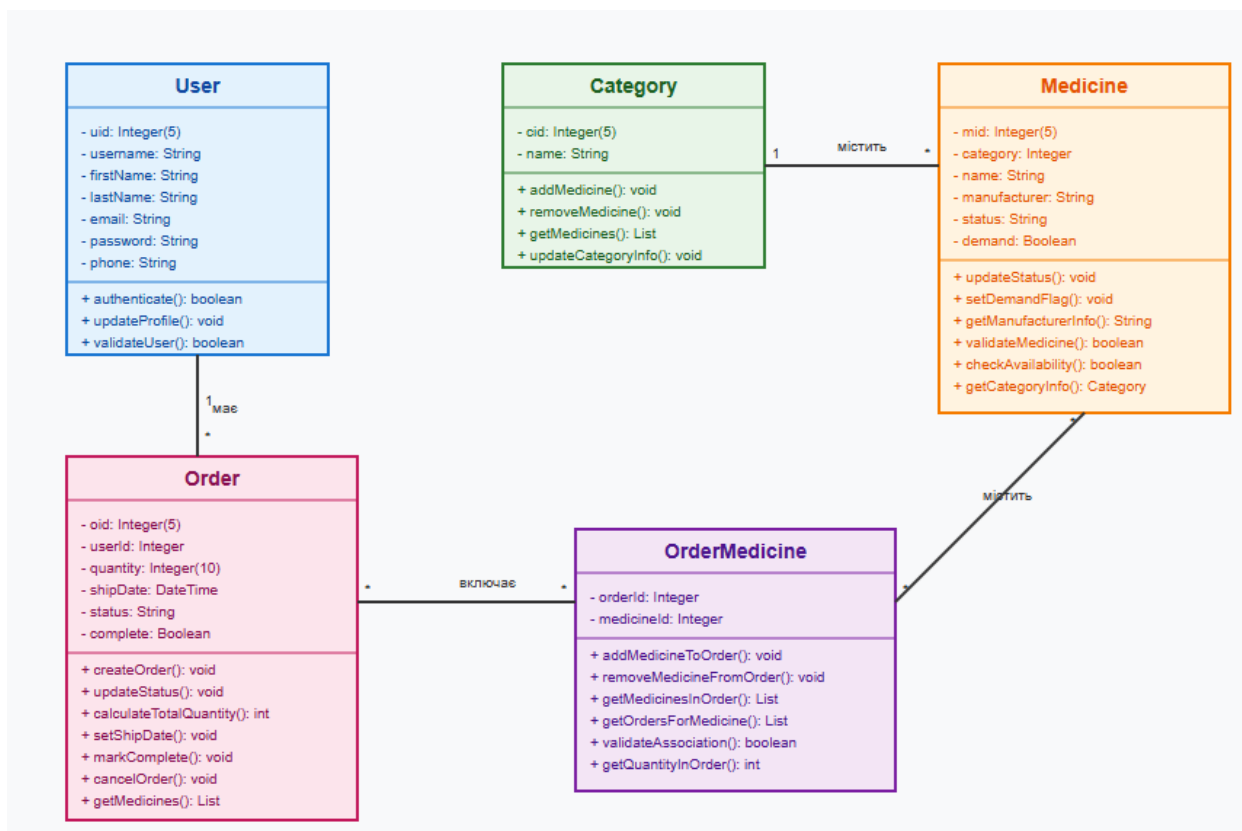 User
- uid: Integer(5)
- username: String
- firstName: String
- lastName: String
- email: String
- password: String
- phone: String
+ authenticate(): boolean
+ updateProfile(): void
+ validateUser(): boolean
Category
- cid: Integer(5)
- name: String
+ addMedicine(): void
+ removeMedicine(): void
+ getMedicines(): List
+ updateCategoryInfo(): void
1
містить
*
Medicine
- mid: Integer(5)
- category: Integer
- name: String
- manufacturer: String
- status: String
- demand: Boolean
+ updateStatus(): void
+ setDemandFlag(): void
+ getManufacturerInfo(): String
+ validateMedicine(): boolean
+ checkAvailability(): boolean
+ getCategoryInfo(): Category
1
має
*
Order
- oid: Integer(5)
- userId: Integer
- quantity: Integer(10)
- shipDate: DateTime
- status: String
- complete: Boolean
+ createOrder(): void
+ updateStatus(): void
+ calculateTotalQuantity(): int
+ setShipDate(): void
+ markComplete(): void
+ cancelOrder(): void
+ getMedicines(): List
*
включає
*
OrderMedicine
- orderId: Integer
- medicineId: Integer
+ addMedicineToOrder(): void
+ removeMedicineFromOrder(): void
+ getMedicinesInOrder(): List
+ getOrdersForMedicine(): List
+ validateAssociation(): boolean
+ getQuantityInOrder(): int
*
містить
*